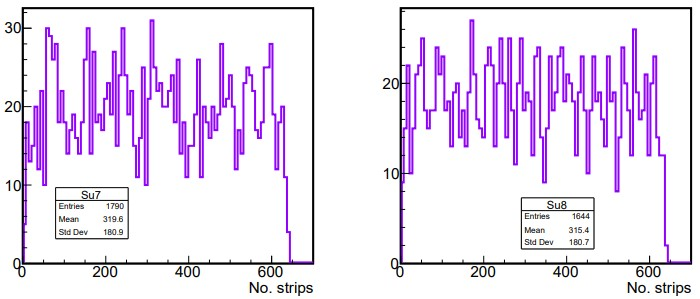 30
20
10
0
Su7
Entries 1790
Mean 319.6
Std Dev 180.9
0 200 400 600
No. strips
20
10
0
Su8
Entries 1644
Mean 315.4
Std Dev 180.7
0 200 400 600
No. strips